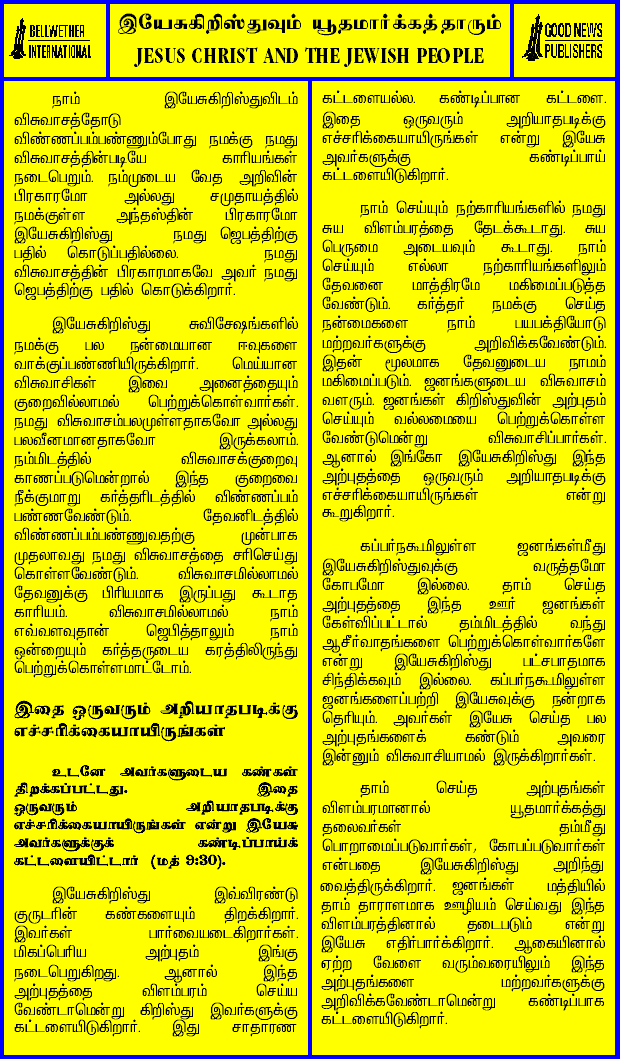 BELLWETHER
INTERNATIONAL
இயேசுகிறிஸ்துவும் யூதமார்க்கத்தாரும்
JESUS CHRIST AND THE JEWISH PEOPLE
GOOD NEWS
PUBLISHERS
நாம் இயேசுகிறிஸ்துவிடம்
விசுவாசத்தோடு
விண்ணப்பம்பண்ணும்போது நமக்கு நமது
விசுவாசத்தின்படியே காரியங்கள்
நடைபெறும். நம்முடைய வேத அறிவின்
பிரகாரமோ அல்லது சமுதாயத்தில்
நமக்குள்ள அந்தஸ்தின் பிரகாரமோ
இயேசுகிறிஸ்து நமது ஜெபத்திற்கு
பதில் கொடுப்பதில்லை. நமது
விசுவாசத்தின் பிரகாரமாகவே அவர் நமது
ஜெபத்திற்கு பதில் கொடுக்கிறார்.
இயேசுகிறிஸ்து சுவிசேஷங்களில்
நமக்கு பல நன்மையான ஈவுகளை
வாக்குப்பண்ணியிருக்கிறார். மெய்யான
விசுவாசிகள் இவை அனைத்தையும்
குறைவில்லாமல் பெற்றுக்கொள்வார்கள்.
நமது விசுவாசம்பலமுள்ளதாகவோ அல்லது
பலவீனமானதாகவோ இருக்கலாம்.
நம்மிடத்தில் விசுவாசக்குறைவு
காணப்படுமென்றால் இந்த குறைவை
நீக்குமாறு கர்த்தரிடத்தில் விண்ணப்பம்
பண்ணவேண்டும். தேவனிடத்தில்
விண்ணப்பம்பண்ணுவதற்கு முன்பாக
முதலாவது நமது விசுவாசத்தை சரிசெய்து
கொள்ளவேண்டும். விசுவாசமில்லாமல்
தேவனுக்கு பிரியமாக இருப்பது கூடாத
காரியம். விசுவாசமில்லாமல் நாம்
எவ்வளவுதான் ஜெபித்தாலும் நாம்
ஒன்றையும் கர்த்தருடைய கரத்திலிருந்து
பெற்றுக்கொள்ளமாட்டோம்.
இதை ஒருவரும் அறியாதபடிக்கு
எச்சரிக்கையாயிருங்கள்
உடனே அவர்களுடைய கண்கள்
திறக்கப்பட்டது. இதை
ஒருவரும் அறியாதபடிக்கு
எச்சரிக்கையாயிருங்கள் என்று இயேசு
அவர்களுக்குக் கண்டிப்பாய்க்
கட்டளையிட்டார் (மத் 9:30).
இயேசுகிறிஸ்து இவ்விரண்டு
குருடரின் கண்களையும் திறக்கிறார்.
இவர்கள் பார்வையடைகிறார்கள்.
மிகப்பெரிய அற்புதம் இங்கு
நடைபெறுகிறது. ஆனால் இந்த
அற்புதத்தை விளம்பரம் செய்ய
வேண்டாமென்று கிறிஸ்து இவர்களுக்கு
கட்டளையிடுகிறார். இது சாதாரண
கட்டளையல்ல. கண்டிப்பான கட்டளை.
இதை ஒருவரும் அறியாதபடிக்கு
எச்சரிக்கையாயிருங்கள் என்று இயேசு
அவர்களுக்கு கண்டிப்பாய்
கட்டளையிடுகிறார்.
நாம் செய்யும் நற்காரியங்களில் நமது
சுய விளம்பரத்தை தேடக்கூடாது. சுய
பெருமை அடையவும் கூடாது. நாம்
செய்யும் எல்லா நற்காரியங்களிலும்
தேவனை மாத்திரமே மகிமைப்படுத்த
வேண்டும். கர்த்தர் நமக்கு செய்த
நன்மைகளை நாம் பயபக்தியோடு
மற்றவர்களுக்கு அறிவிக்கவேண்டும்.
இதன் மூலமாக தேவனுடைய நாமம்
மகிமைப்படும். ஜனங்களுடைய விசுவாசம்
வளரும். ஜனங்கள் கிறிஸ்துவின் அற்புதம்
செய்யும் வல்லமையை பெற்றுக்கொள்ள
வேண்டுமென்று விசுவாசிப்பார்கள்.
ஆனால் இங்கோ இயேசுகிறிஸ்து இந்த
அற்புதத்தை ஒருவரும் அறியாதபடிக்கு
எச்சரிக்கையாயிருங்கள் என்று
கூறுகிறார்.
கப்பர்நகூமிலுள்ள ஜனங்கள்மீது
இயேசுகிறிஸ்துவுக்கு வருத்தமோ
கோபமோ இல்லை. தாம் செய்த
அற்புதத்தை இந்த ஊர் ஜனங்கள்
கேள்விப்பட்டால் தம்மிடத்தில் வந்து
ஆசீர்வாதங்களை பெற்றுக்கொள்வார்களே
என்று இயேசுகிறிஸ்து பட்சபாதமாக
சிந்திக்கவும் இல்லை. கப்பர்நகூமிலுள்ள
ஜனங்களைப்பற்றி இயேசுவுக்கு நன்றாக
தெரியும். அவர்கள் இயேசு செய்த பல
அற்புதங்களைக் கண்டும் அவரை
இன்னும் விசுவாசியாமல் இருக்கிறார்கள்.
தாம் செய்த அற்புதங்கள்
விளம்பரமானால் யூதமார்க்கத்து
தலைவர்கள் தம்மீது
பொறாமைப்படுவார்கள், கோபப்படுவார்கள்
என்பதை இயேசுகிறிஸ்து அறிந்து
வைத்திருக்கிறார். ஜனங்கள் மத்தியில்
தாம் தாராளமாக ஊழியம் செய்வது இந்த
விளம்பரத்தினால் தடைபடும் என்று
இயேசு எதிர்பார்க்கிறார். ஆகையினால்
ஏற்ற வேளை வரும்வரையிலும் இந்த
அற்புதங்களை மற்றவர்களுக்கு
அறிவிக்கவேண்டாமென்று கண்டிப்பாக
கட்டளையிடுகிறார்.